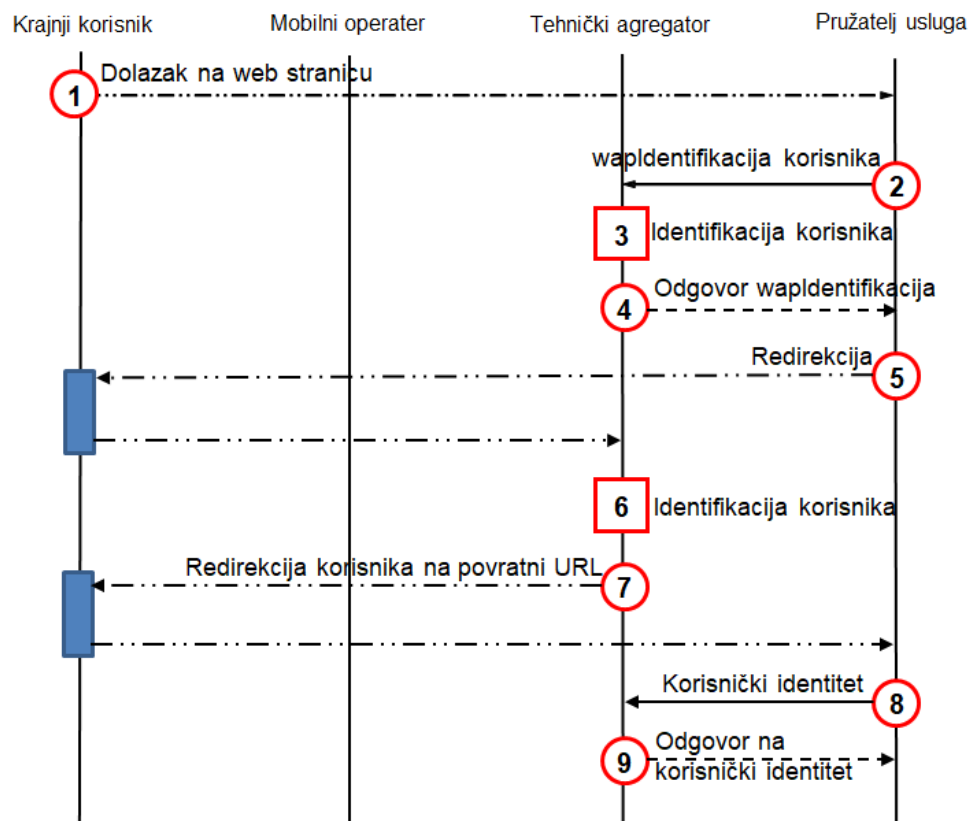 Krajnji korisnik
Mobilni operater
Tehnički agregator
Pružatelj usluga
Dolazak na web stranicu
1
wapIdentifikacija korisnika
2
3
Identifikacija korisnika
Odgovor wapIdentifikacija
4
Redirekcija
5
6
Identifikacija korisnika
Redirekcija korisnika na povratni URL
7
Korisnički identitet
8
9
Odgovor na
korisnički identitet